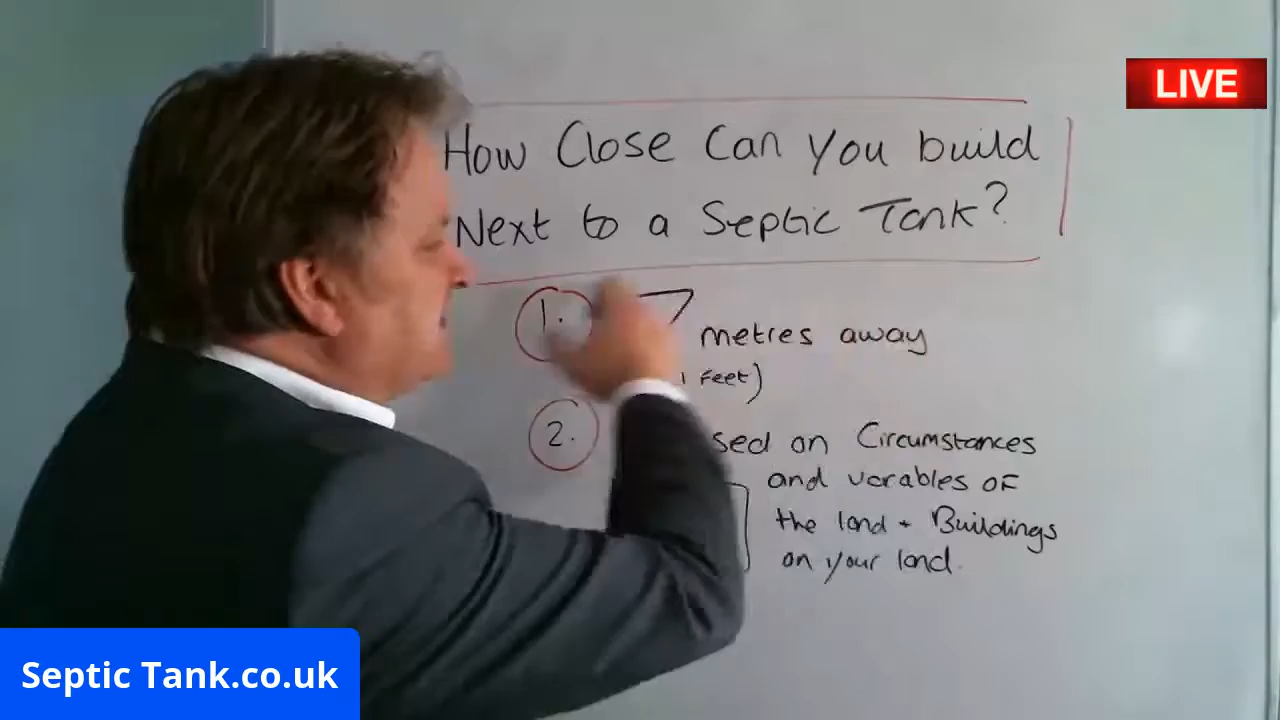 LIVE
How Close Can you build
Next to a Septic Tank?
1. 7 metres away
feet)
2. sed on Circumstances
and varables of
the land + Buildings
on your land.
Septic Tank.co.uk